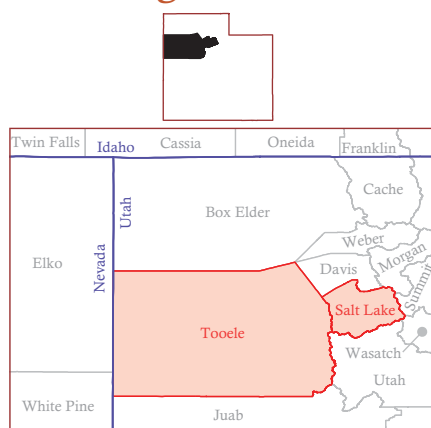 Twin Falls
Idaho
Cassia
Oneida
Franklin
Cache
Utah
Box Elder
Weber
Morgan
Summit
Elko
Nevada
Davis
Salt Lake
Tooele
Wasatch
Utah
White Pine
Juab